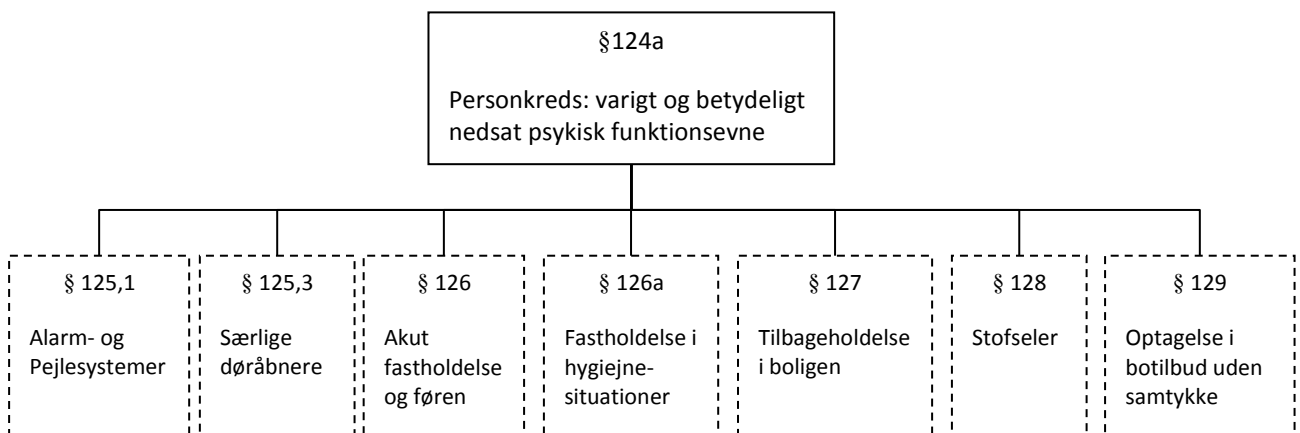 §124a
Personkreds: varigt og betydeligt
nedsat psykisk funktionsevne
§ 125,1
Alarm- og
Pejlesystemer
§ 125,3
Særlige
døråbnere
§ 126
Akut
fastholdelse
og føren
§ 126a
Fastholdelse i
hygiejne-
situationer
§ 127
Tilbageholdelse
i boligen
§ 128
Stofseler
§ 129
Optagelse i
botilbud uden
samtykke